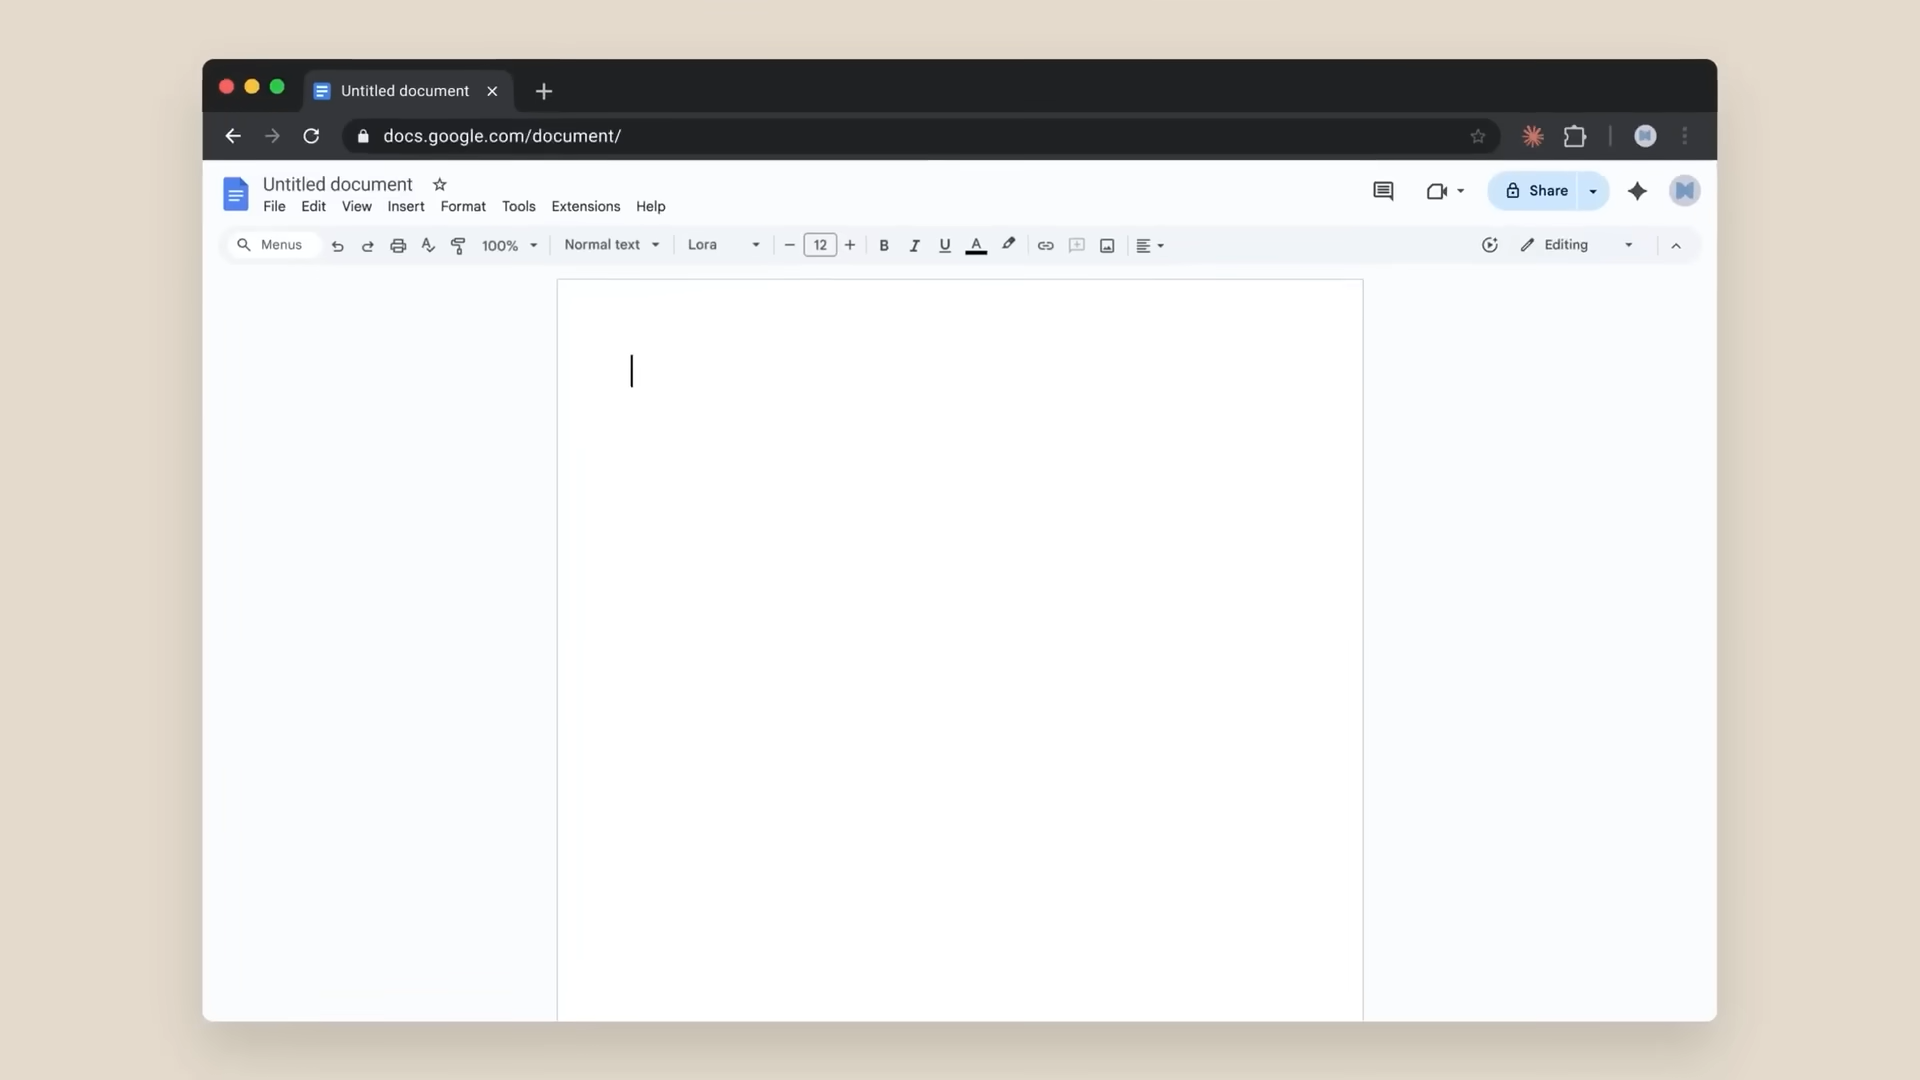 Untitled document
docs.google.com/document/
Untitled document
File Edit View Insert Format Tools Extensions Help
Share
Menus 100% Normal text Lora 12 B I U A Editing